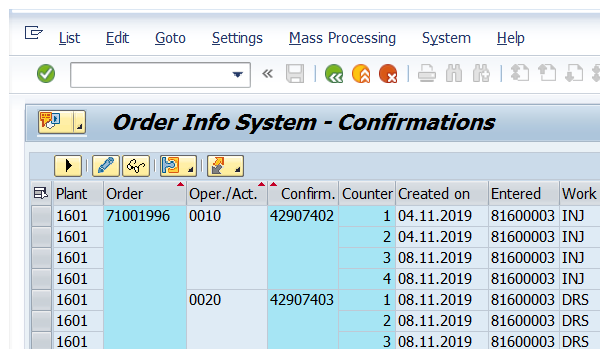 List Edit Goto Settings Mass Processing System Help
Order Info System - Confirmations
Plant Order Oper./Act. Confirm. Counter Created on Entered Work
1601 71001996 0010 42907402 1 04.11.2019 81600003 INJ
1601 2 04.11.2019 81600003 INJ
1601 3 08.11.2019 81600003 INJ
1601 4 08.11.2019 81600003 INJ
1601 0020 42907403 1 08.11.2019 81600003 DRS
1601 2 08.11.2019 81600003 DRS
1601 3 08.11.2019 81600003 DRS